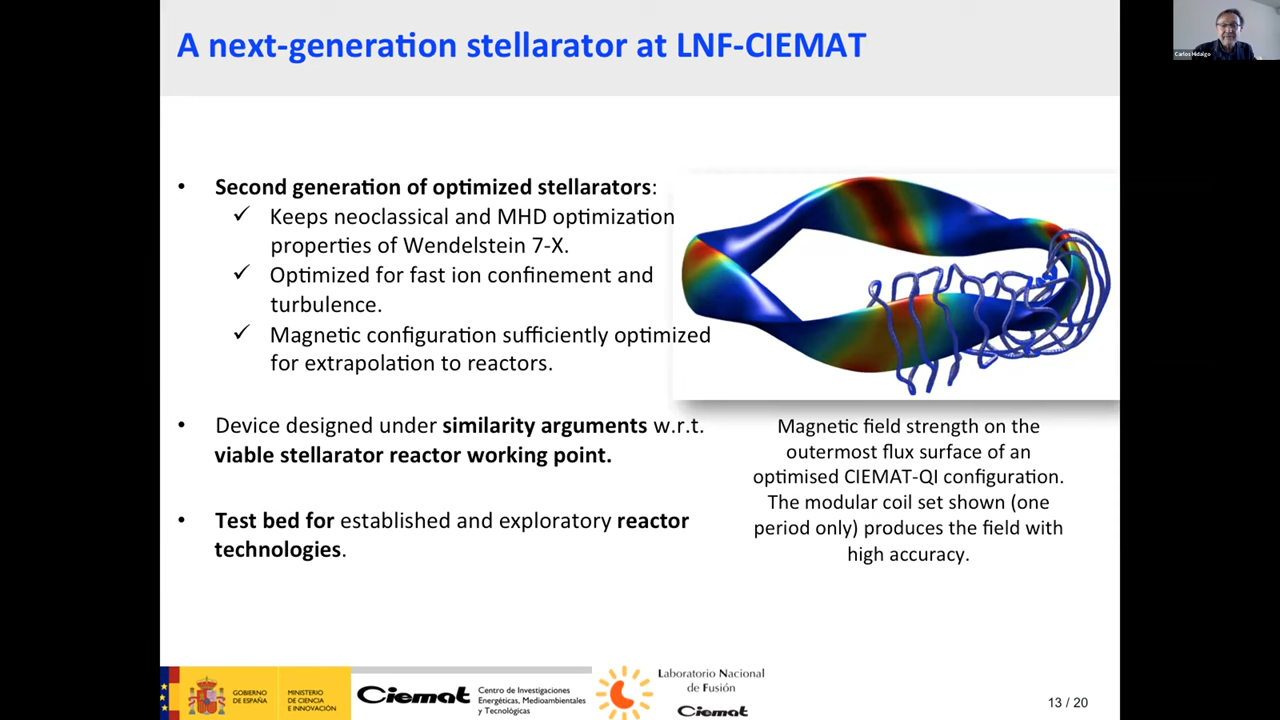 A next-generation stellarator at LNF-CIEMAT
Carlos Hidalgo
• Second generation of optimized stellarators:
✓ Keeps neoclassical and MHD optimization
properties of Wendelstein 7-X.
✓ Optimized for fast ion confinement and
turbulence.
✓ Magnetic configuration sufficiently optimized
for extrapolation to reactors.
• Device designed under similarity arguments w.r.t.
viable stellarator reactor working point.
• Test bed for established and exploratory reactor
technologies.
Magnetic field strength on the
outermost flux surface of an
optimised CIEMAT-QI configuration.
The modular coil set shown (one
period only) produces the field with
high accuracy.
GOBIERNO
DE ESPAÑA
MINISTERIO
DE CIENCIA
E INNOVACIÓN
Ciemat
Centro de Investigaciones
Energéticas, Medioambientales
y Tecnológicas
Laboratorio Nacional
de Fusión
Ciemat
13 / 20